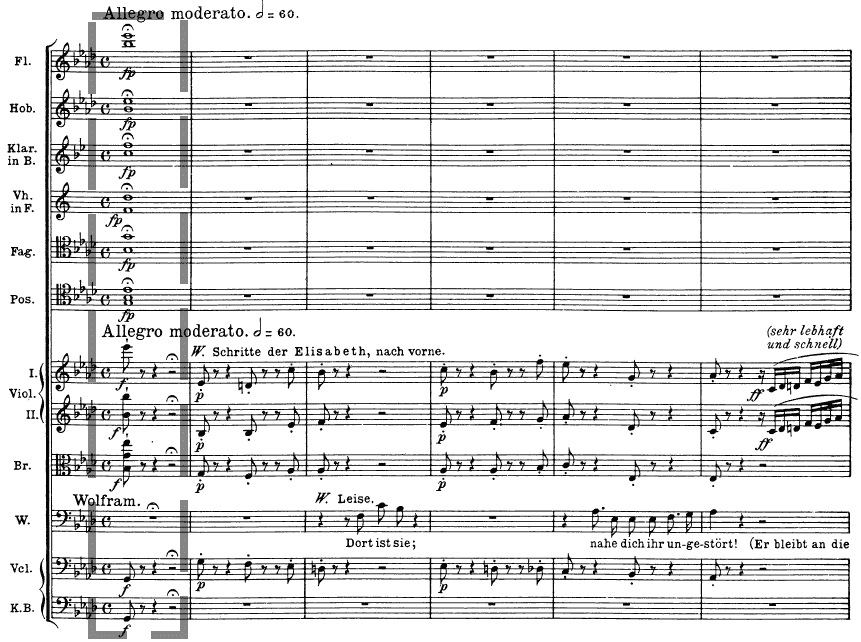 Allegro moderato. 𝅗𝅥 = 60.
Fl.
fp
Hob.
fp
Klar.
in B.
fp
Vh.
in F.
fp
Fag.
fp
Pos.
fp
Allegro moderato. 𝅗𝅥 = 60.
(sehr lebhaft
und schnell)
W. Schritte der Elisabeth, nach vorne.
I.
f p p ff
Viol.
II.
f p p ff
Br.
f p p
Wolfram.
W. Leise.
W.
Dort ist sie; nahe dich ihr un-ge-stört! (Er bleibt an die
Vcl.
f p p
K.B.
f